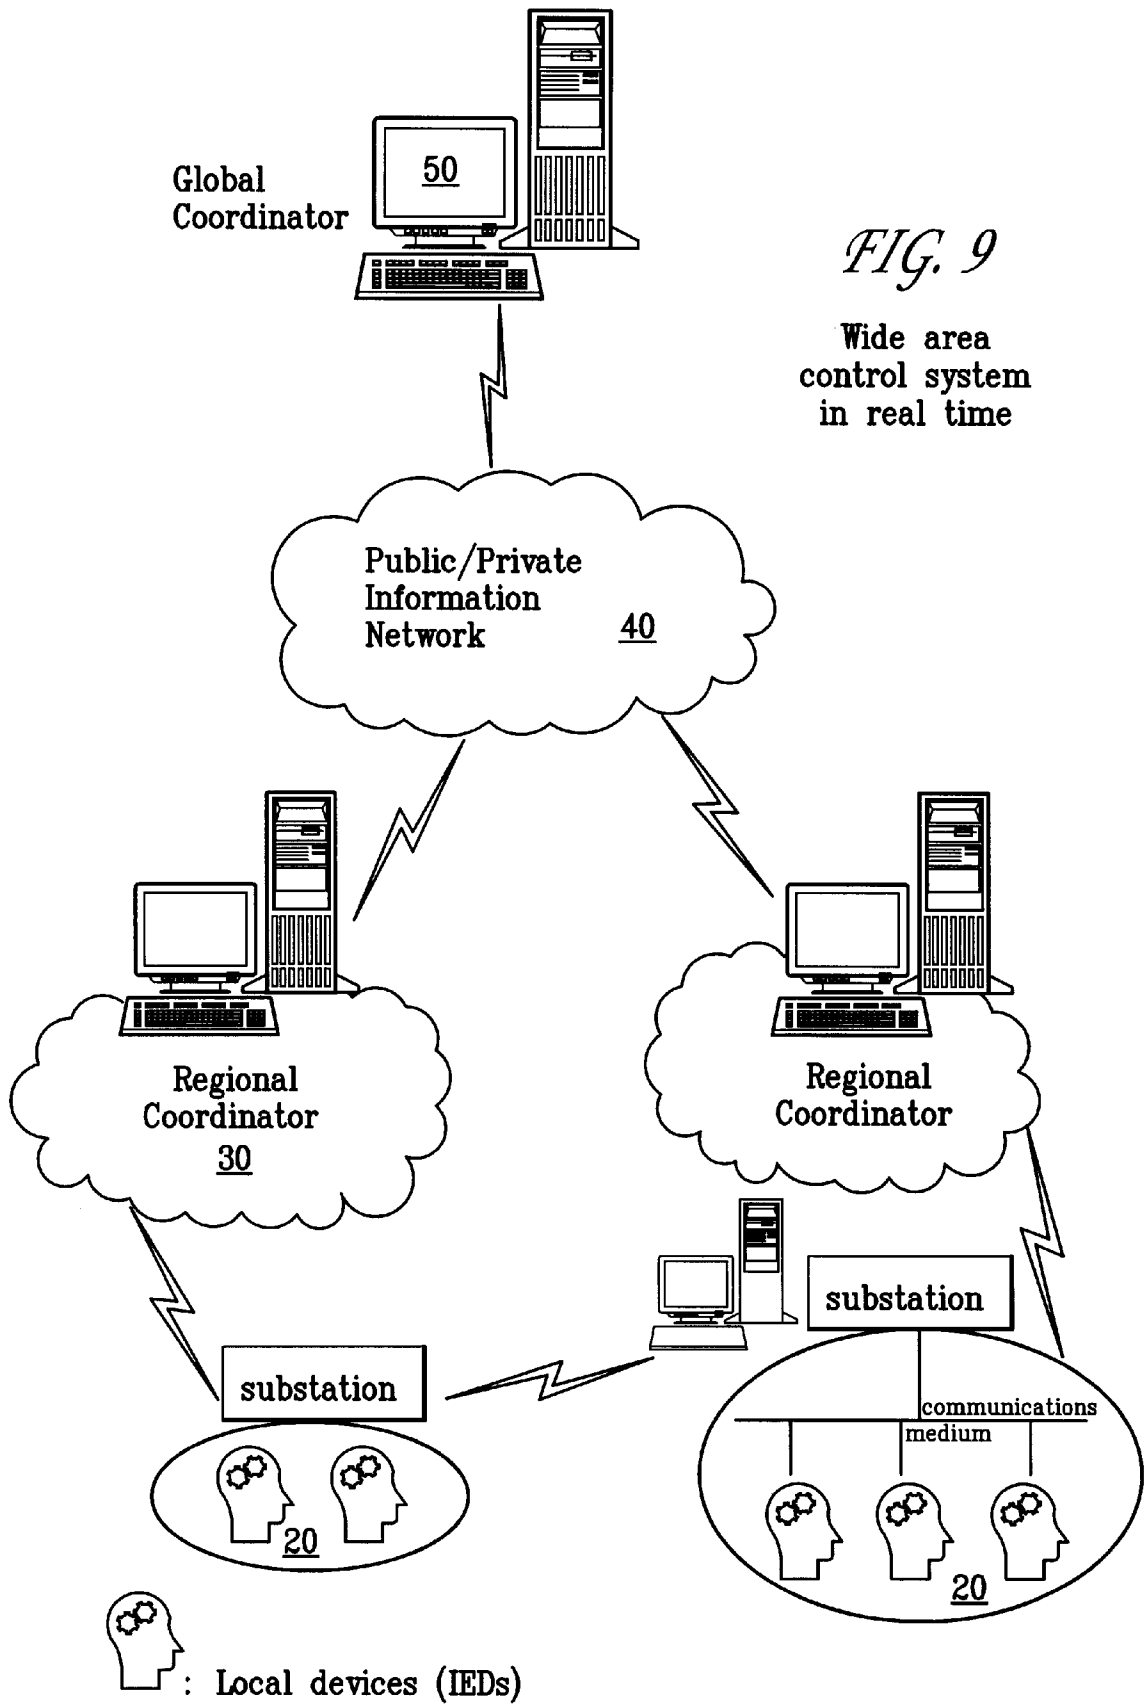 50
Global
Coordinator
FIG. 9
Wide area
control system
in real time
Public/Private
Information
Network
40
Regional
Coordinator
30
Regional
Coordinator
substation
substation
communications
medium
20
20
: Local devices (IEDs)